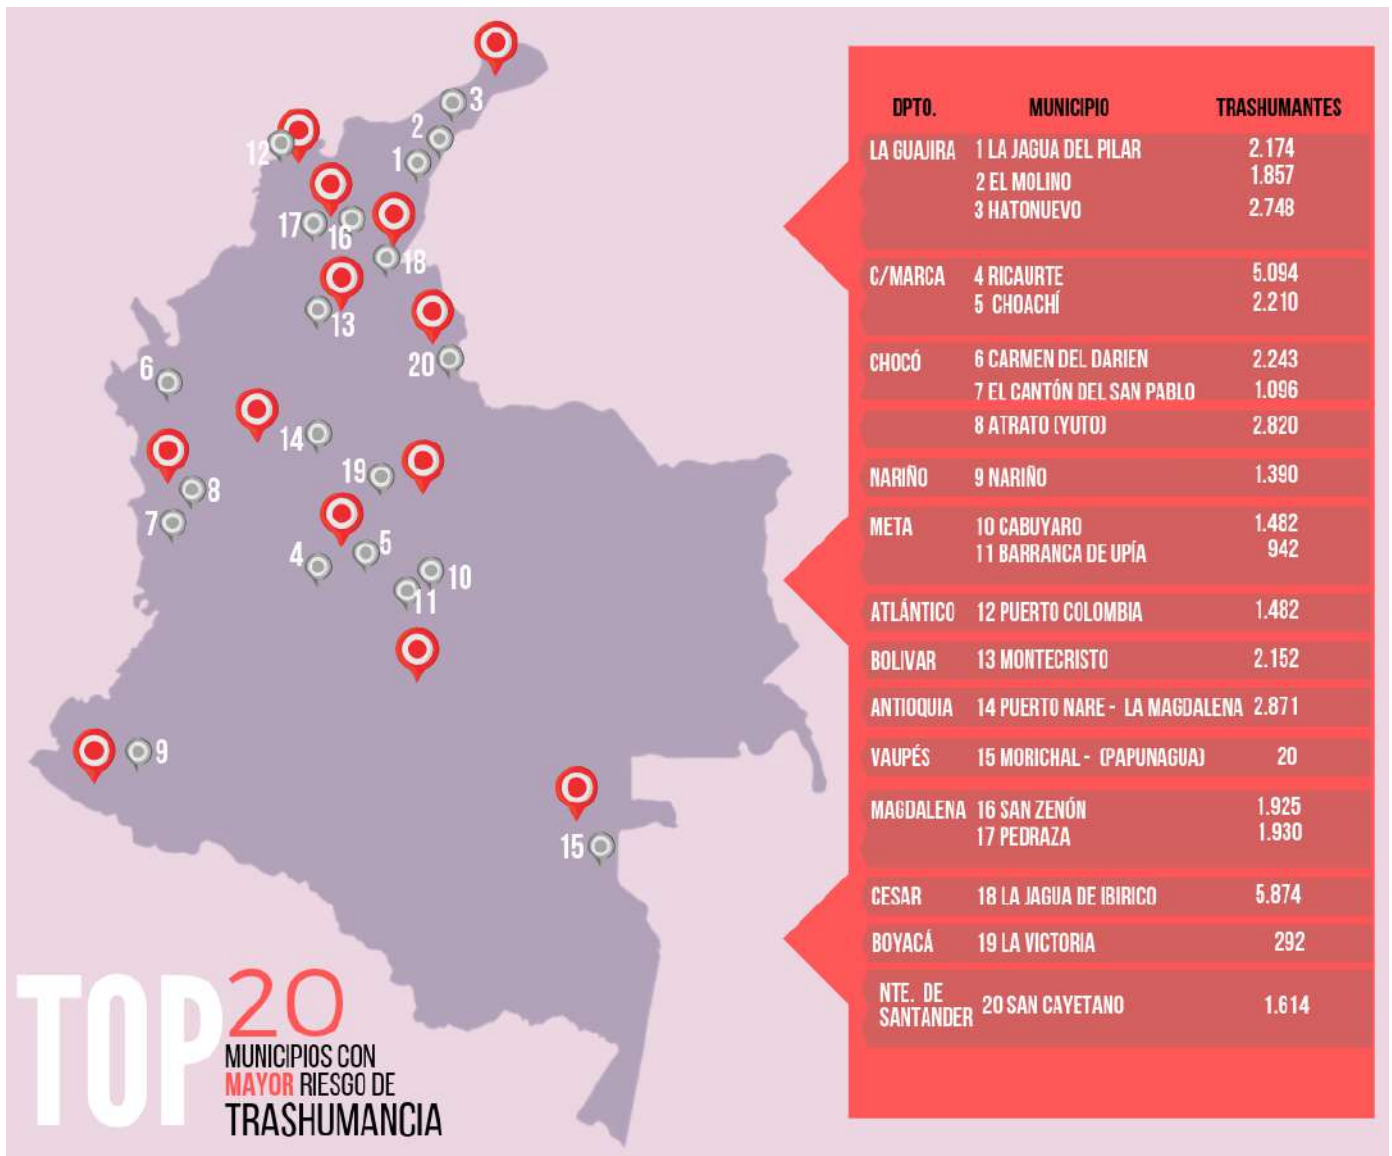 3
2
1
12
17
16
18
13
20
6
14
19
8
7
4
5
10
11
9
15
TOP 20
MUNICIPIOS CON
MAYOR RIESGO DE
TRASHUMANCIA
DPTO. MUNICIPIO TRASHUMANTES
LA GUAJIRA 1 LA JAGUA DEL PILAR 2.174
2 EL MOLINO 1.857
3 HATONUEVO 2.748
C/MARCA 4 RICAURTE 5.094
5 CHOACHÍ 2.210
CHOCÓ 6 CARMEN DEL DARIEN 2.243
7 EL CANTÓN DEL SAN PABLO 1.096
8 ATRATO (YUTO) 2.820
NARIÑO 9 NARIÑO 1.390
META 10 CABUYARO 1.482
11 BARRANCA DE UPÍA 942
ATLÁNTICO 12 PUERTO COLOMBIA 1.482
BOLIVAR 13 MONTECRISTO 2.152
ANTIOQUIA 14 PUERTO NARE - LA MAGDALENA 2.871
VAUPÉS 15 MORICHAL - (PAPUNAGUA) 20
MAGDALENA 16 SAN ZENÓN 1.925
17 PEDRAZA 1.930
CESAR 18 LA JAGUA DE IBIRICO 5.874
BOYACÁ 19 LA VICTORIA 292
NTE. DE
SANTANDER 20 SAN CAYETANO 1.614